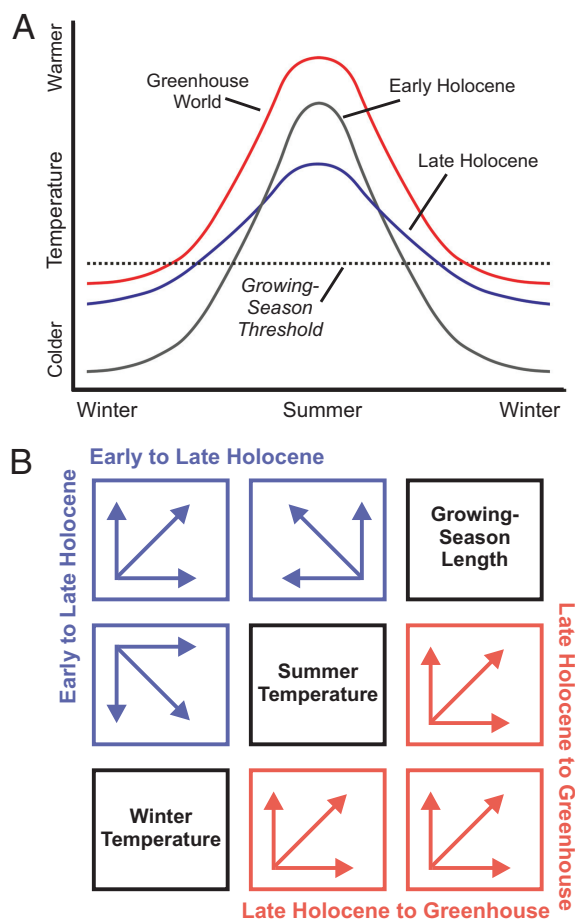 A
Warmer
Temperature
Colder
Greenhouse
World
Early Holocene
Late Holocene
Growing-
Season
Threshold
Winter
Summer
Winter
B
Early to Late Holocene
Early to Late Holocene
Growing-
Season
Length
Summer
Temperature
Winter
Temperature
Late Holocene to Greenhouse
Late Holocene to Greenhouse